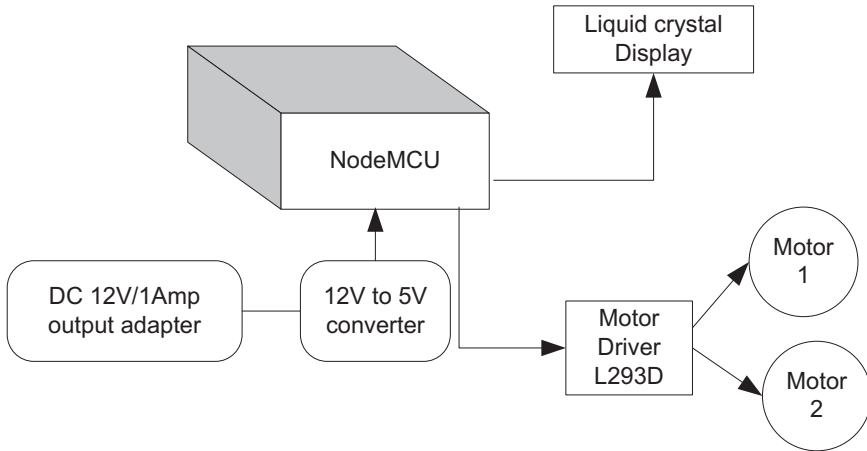 Liquid crystal
Display
NodeMCU
DC 12V/1Amp
output adapter
12V to 5V
converter
Motor
Driver
L293D
Motor
1
Motor
2